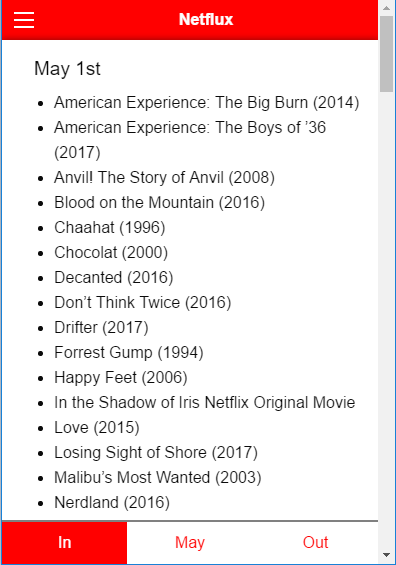 Netflux
May 1st
American Experience: The Big Burn (2014)
American Experience: The Boys of ’36
(2017)
Anvil! The Story of Anvil (2008)
Blood on the Mountain (2016)
Chaahat (1996)
Chocolat (2000)
Decanted (2016)
Don’t Think Twice (2016)
Drifter (2017)
Forrest Gump (1994)
Happy Feet (2006)
In the Shadow of Iris Netflix Original Movie
Love (2015)
Losing Sight of Shore (2017)
Malibu’s Most Wanted (2003)
Nerdland (2016)
In May Out